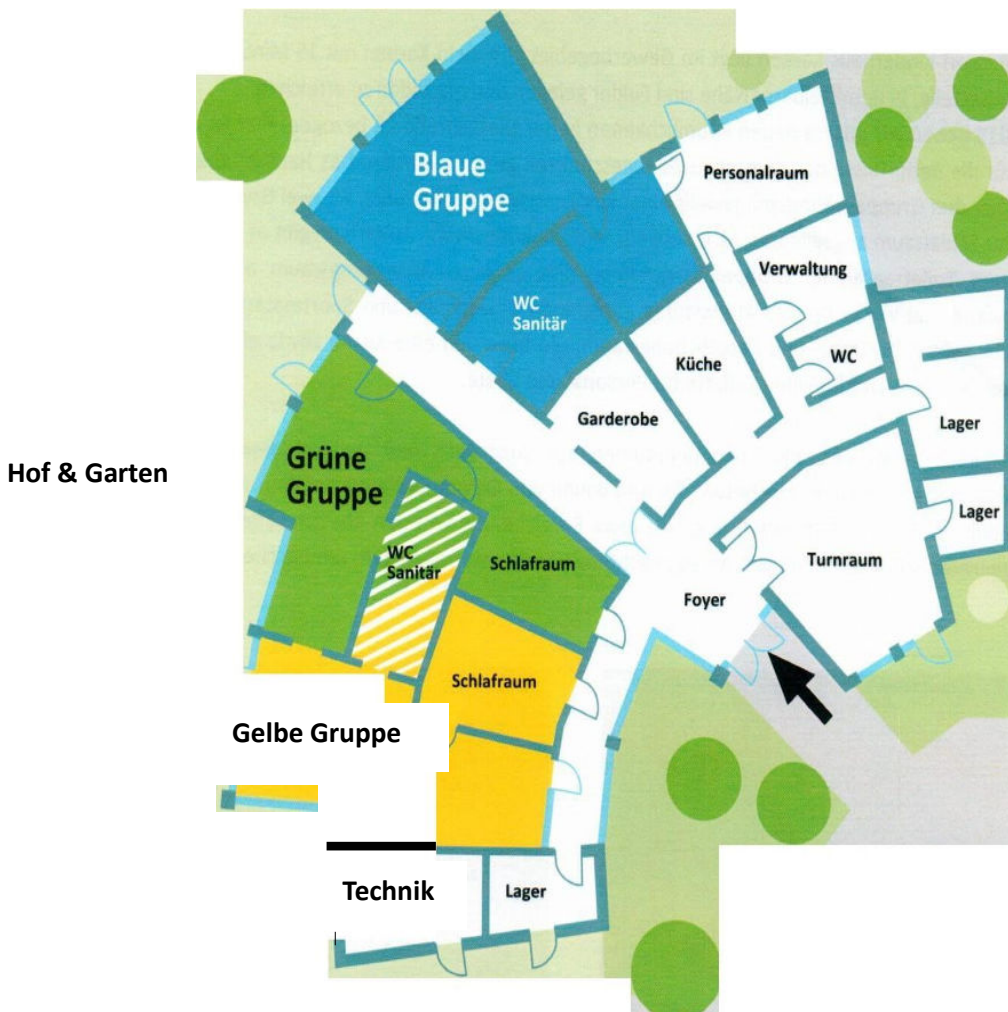 Blaue
Gruppe
Personalraum
Verwaltung
WC
Sanitär
Küche
WC
Garderobe
Lager
Grüne
Gruppe
Hof & Garten
Lager
WC
Sanitär
Schlafraum
Turnraum
Foyer
Schlafraum
Gelbe Gruppe
Technik
Lager